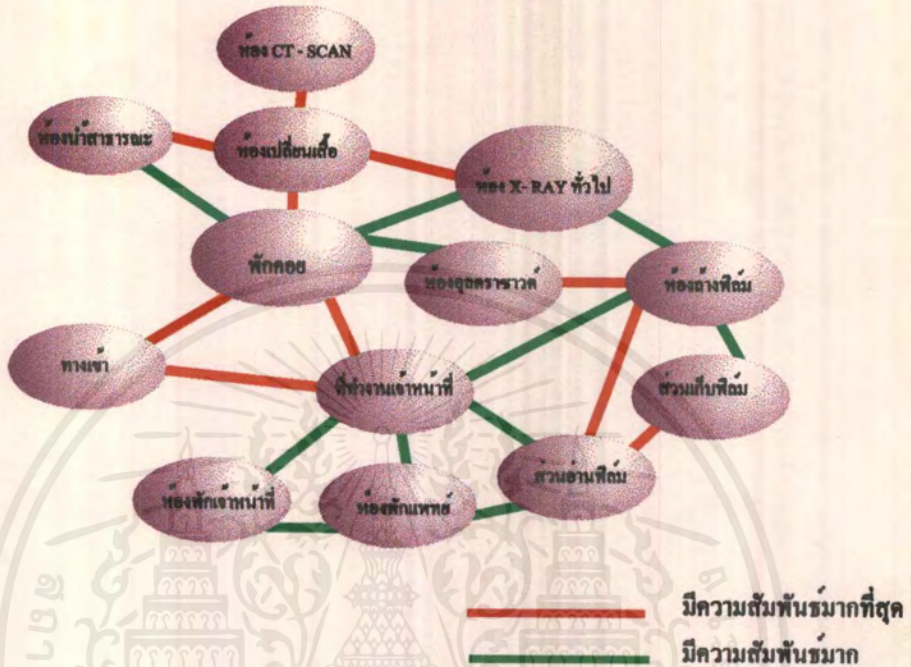 ห้อง CT - SCAN
ห้องน้ำสาธารณะ
ห้องเปลี่ยนเสื้อ
ห้อง X- RAY ทั่วไป
พักคอย
ห้องอุลตราซาวด์
ห้องล้างฟิล์ม
ทางเข้า
ที่ทำงานเจ้าหน้าที่
ส่วนเก็บฟิล์ม
ห้องพักเจ้าหน้าที่
ห้องพักแพทย์
ส่วนอ่านฟิล์ม
มีความสัมพันธ์มากที่สุด
มีความสัมพันธ์มาก